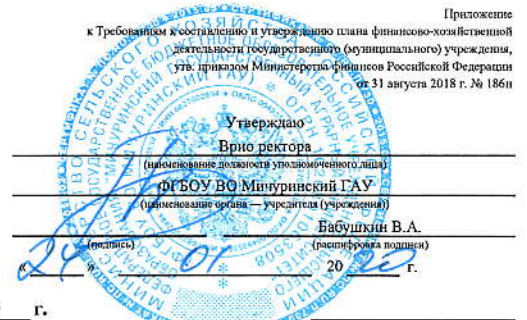 Приложение
к Требованиям к составлению и утверждению плана финансово-хозяйственной
деятельности государственного (муниципального) учреждения,
утв. приказом Министерства финансов Российской Федерации
от 31 августа 2018 г. № 186н
Утверждаю
Врио ректора
(наименование должности уполномоченного лица)
ФГБОУ ВО Мичуринский ГАУ
(наименование органа — учредителя (учреждения))
Бабушкин В.А.
(подпись) (расшифровка подписи)
« 24 » 01 20 20 г.
г.